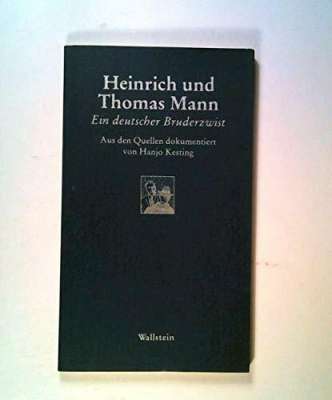 Heinrich und
Thomas Mann
Ein deutscher Bruderzwist
Aus den Quellen dokumentiert
von Hanjo Kesting
Wallstein